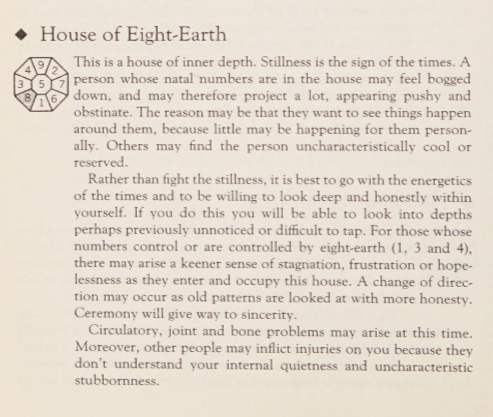 ◆ House of Eight-Earth
4 9 2
3 5 7
8 1 6
This is a house of inner depth. Stillness is the sign of the times. A
person whose natal numbers are in the house may feel bogged
down, and may therefore project a lot, appearing pushy and
obstinate. The reason may be that they want to see things happen
around them, because little may be happening for them person-
ally. Others may find the person uncharacteristically cool or
reserved.
Rather than fight the stillness, it is best to go with the energetics
of the times and to be willing to look deep and honestly within
yourself. If you do this you will be able to look into depths
perhaps previously unnoticed or difficult to tap. For those whose
numbers control or are controlled by eight-earth (1, 3 and 4),
there may arise a keener sense of stagnation, frustration or hope-
lessness as they enter and occupy this house. A change of direc-
tion may occur as old patterns are looked at with more honesty.
Ceremony will give way to sincerity.
Circulatory, joint and bone problems may arise at this time.
Moreover, other people may inflict injuries on you because they
don't understand your internal quietness and uncharacteristic
stubbornness.